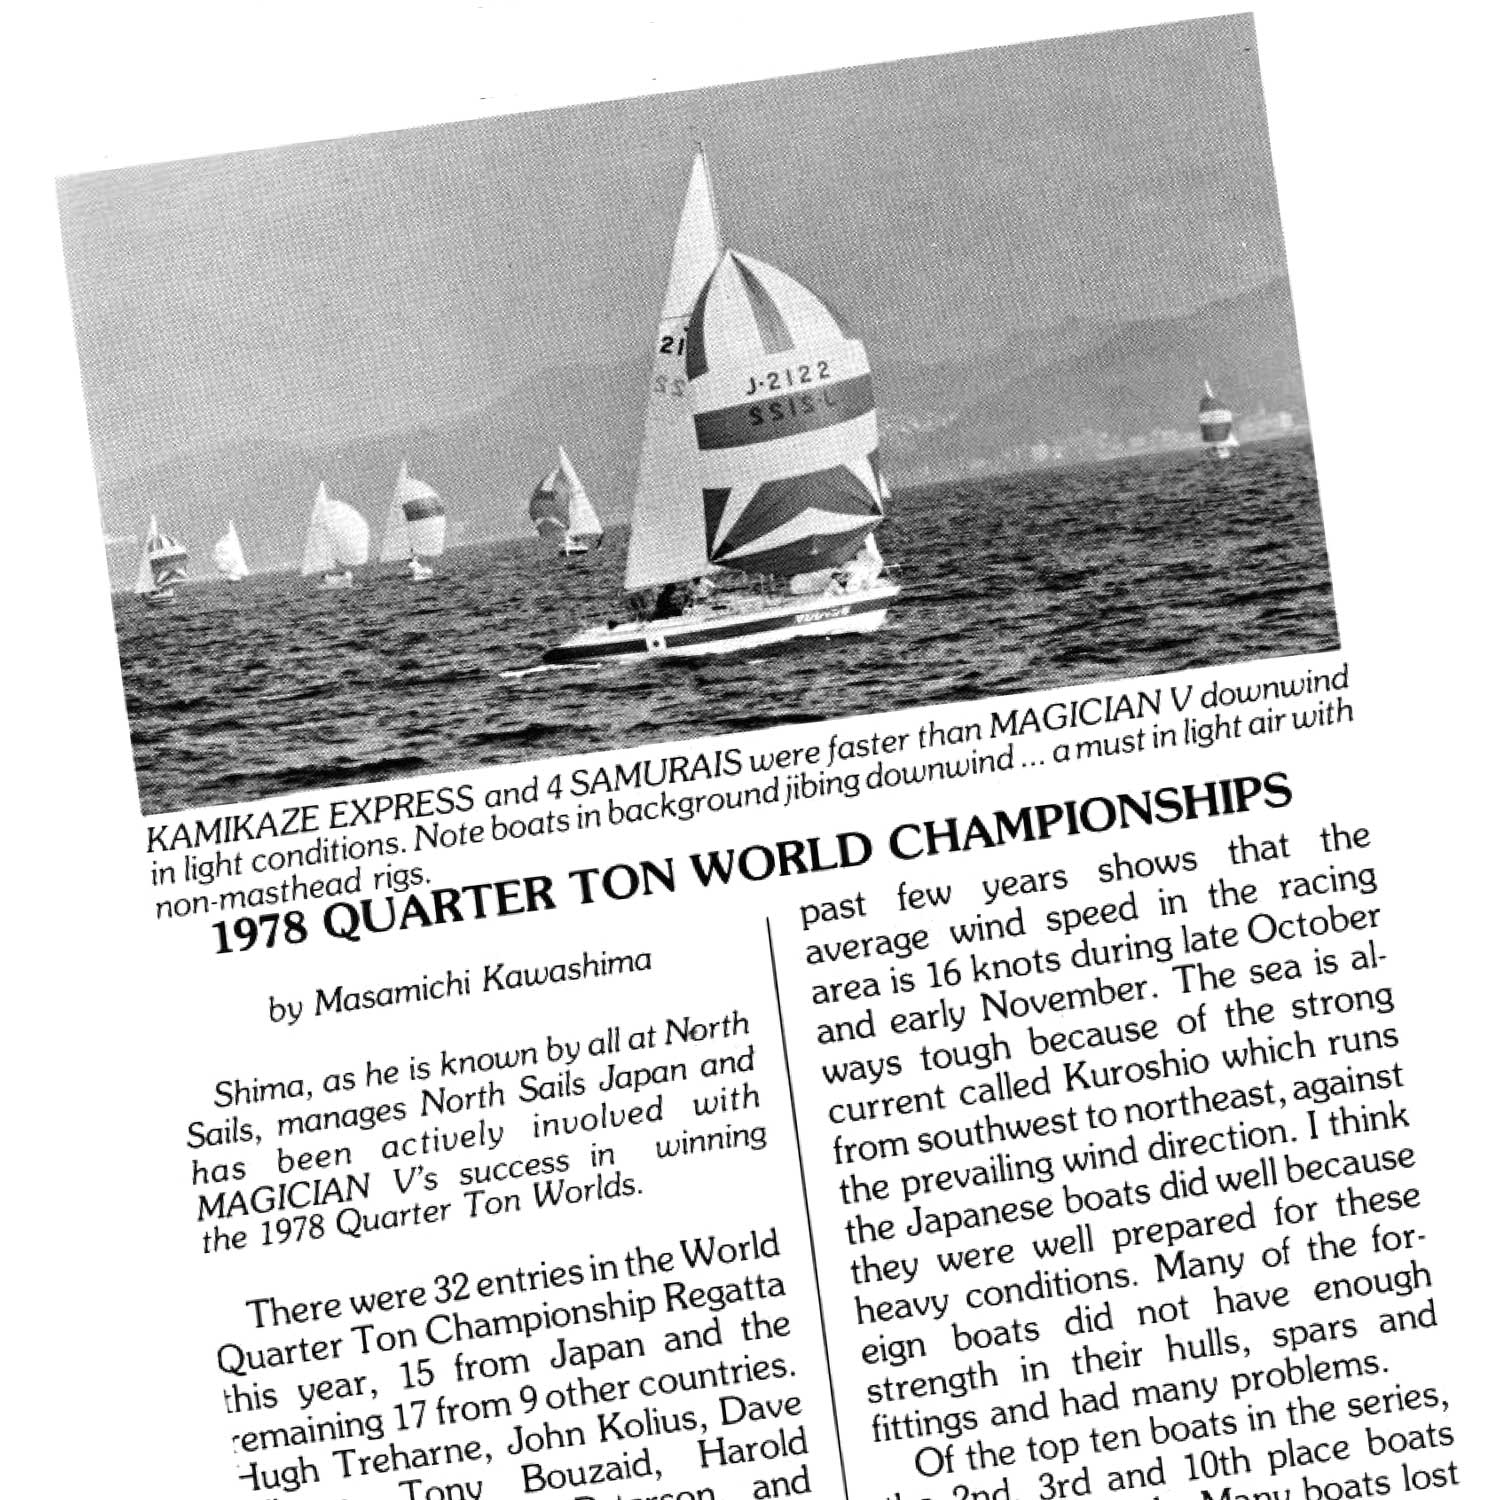 21
J-2122
KAMIKAZE EXPRESS and 4 SAMURAIS were faster than MAGICIAN V downwind
in light conditions. Note boats in background jibing downwind ... a must in light air with
non-masthead rigs.
1978 QUARTER TON WORLD CHAMPIONSHIPS
by Masamichi Kawashima
Shima, as he is known by all at North
Sails, manages North Sails Japan and
has been actively involved with
MAGICIAN V's success in winning
the 1978 Quarter Ton Worlds.
There were 32 entries in the World
Quarter Ton Championship Regatta
this year, 15 from Japan and the
remaining 17 from 9 other countries.
Hugh Treharne, John Kolius, Dave
Tony Bouzaid, Harold
and
past few years shows that the
average wind speed in the racing
area is 16 knots during late October
and early November. The sea is al-
ways tough because of the strong
current called Kuroshio which runs
from southwest to northeast, against
the prevailing wind direction. I think
the Japanese boats did well because
they were well prepared for these
heavy conditions. Many of the for-
eign boats did not have enough
strength in their hulls, spars and
fittings and had many problems.
Of the top ten boats in the series,
the 2nd, 3rd and 10th place boats
Many boats lost